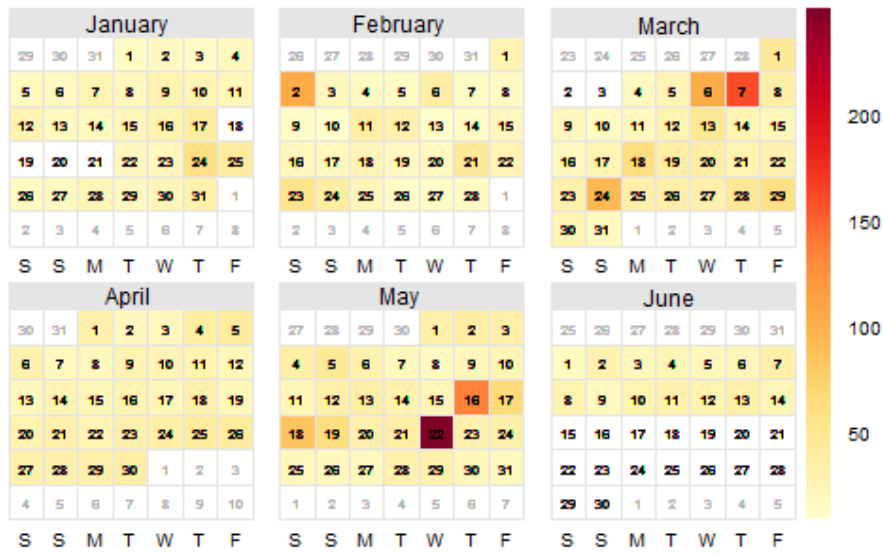 January February March
29 30 31 1 2 3 4 26 27 28 29 30 31 1 23 24 25 26 27 28 1
5 6 7 8 9 10 11 2 3 4 5 6 7 8 2 3 4 5 6 7 8
12 13 14 15 16 17 18 9 10 11 12 13 14 15 9 10 11 12 13 14 15
19 20 21 22 23 24 25 16 17 18 19 20 21 22 16 17 18 19 20 21 22
26 27 28 29 30 31 1 23 24 25 26 27 28 1 23 24 25 26 27 28 29
2 3 4 5 6 7 8 2 3 4 5 6 7 8 30 31 1 2 3 4 5
S S M T W T F S S M T W T F S S M T W T F
April May June
30 31 1 2 3 4 5 27 28 29 30 1 2 3 25 26 27 28 29 30 31
6 7 8 9 10 11 12 4 5 6 7 8 9 10 1 2 3 4 5 6 7
13 14 15 16 17 18 19 11 12 13 14 15 16 17 8 9 10 11 12 13 14
20 21 22 23 24 25 26 18 19 20 21 22 23 24 15 16 17 18 19 20 21
27 28 29 30 1 2 3 25 26 27 28 29 30 31 22 23 24 25 26 27 28
4 5 6 7 8 9 10 1 2 3 4 5 6 7 29 30 1 2 3 4 5
S S M T W T F S S M T W T F S S M T W T F
200
150
100
50